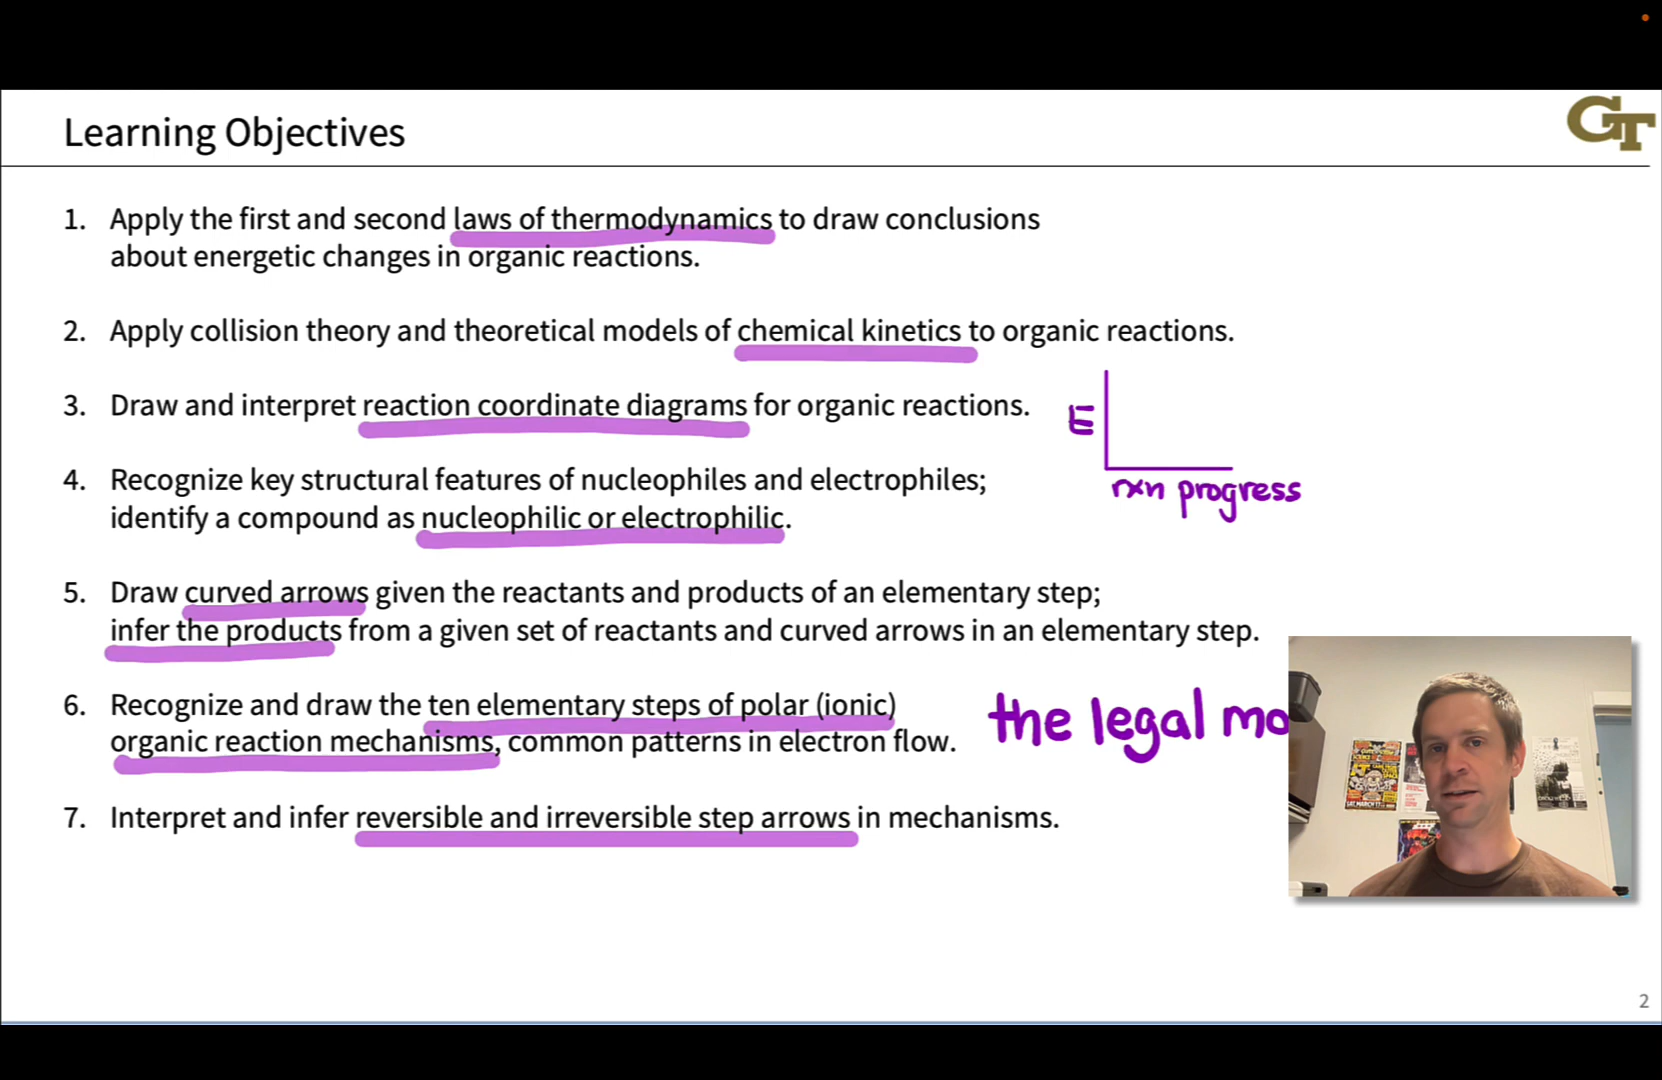 Learning Objectives
GT
1. Apply the first and second laws of thermodynamics to draw conclusions
about energetic changes in organic reactions.
2. Apply collision theory and theoretical models of chemical kinetics to organic reactions.
3. Draw and interpret reaction coordinate diagrams for organic reactions.
E
rxn progress
4. Recognize key structural features of nucleophiles and electrophiles;
identify a compound as nucleophilic or electrophilic.
5. Draw curved arrows given the reactants and products of an elementary step;
infer the products from a given set of reactants and curved arrows in an elementary step.
6. Recognize and draw the ten elementary steps of polar (ionic)
organic reaction mechanisms, common patterns in electron flow.
the legal mo
7. Interpret and infer reversible and irreversible step arrows in mechanisms.
2